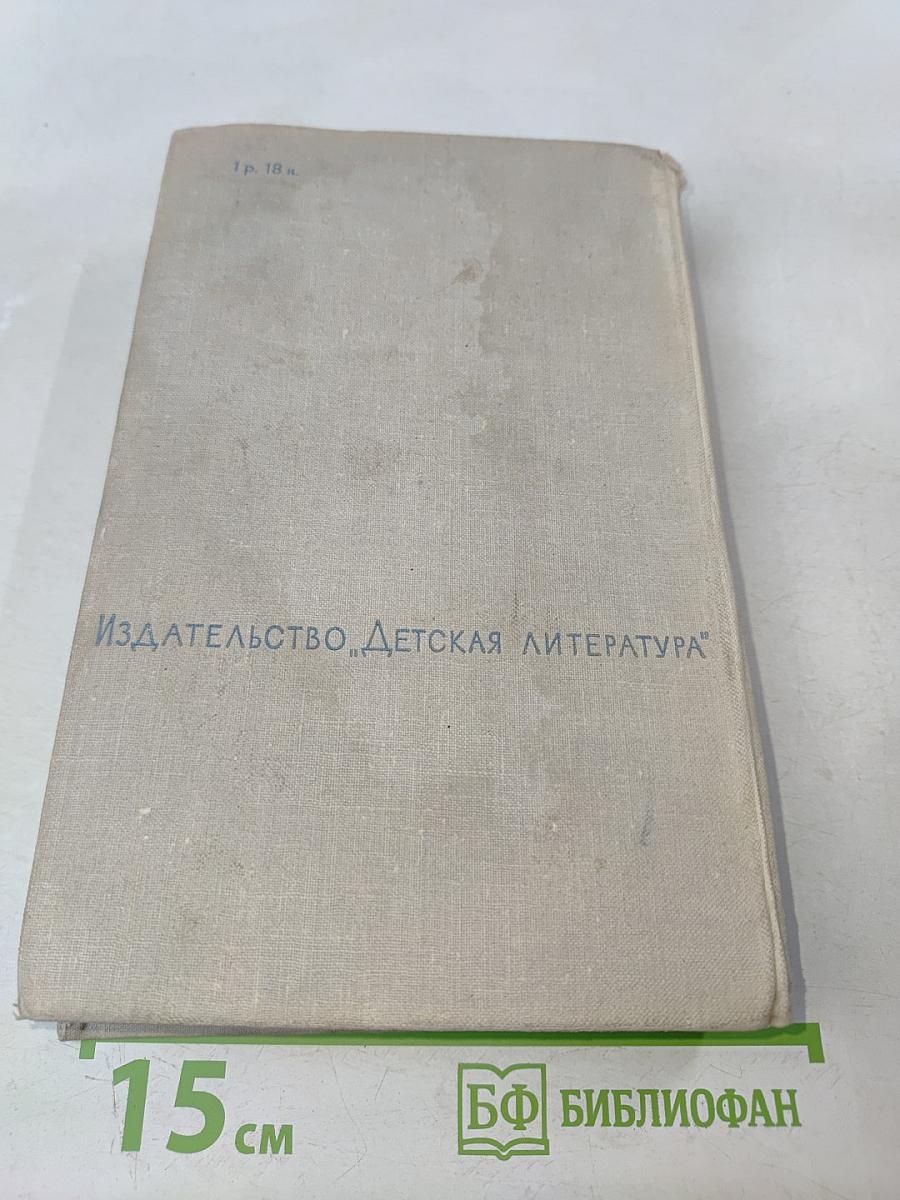 1 р. 18 к.
Издательство „Детская литература"
15 см
БФ БИБЛИОФАН